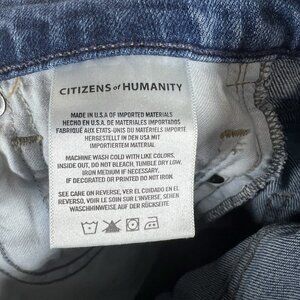 CITIZENS of HUMANITY
MADE IN U.S.A OF IMPORTED MATERIALS
HECHO EN U.S.A. DE MATERIALES IMPORTADOS
FABRIQUÉ AUX ETATS-UNIS DU MATERIELS IMPORTÉS
HERGESTELLT IN DEN USA MIT
IMPORTIERTEM MATERIAL
MACHINE WASH COLD WITH LIKE COLORS,
INSIDE OUT, DO NOT BLEACH, TUMBLE DRY LOW,
IRON MEDIUM IF NECESSARY.
IF DECORATED OR PRINTED DO NOT IRON.
SEE CARE ON REVERSE, VER EL CUIDADO EN EL
REVERSO, VOIR LE SOIN SUR L'INVERSE, SEHEN
WASCHHINWEISE AUF DER RÜCKSEITE